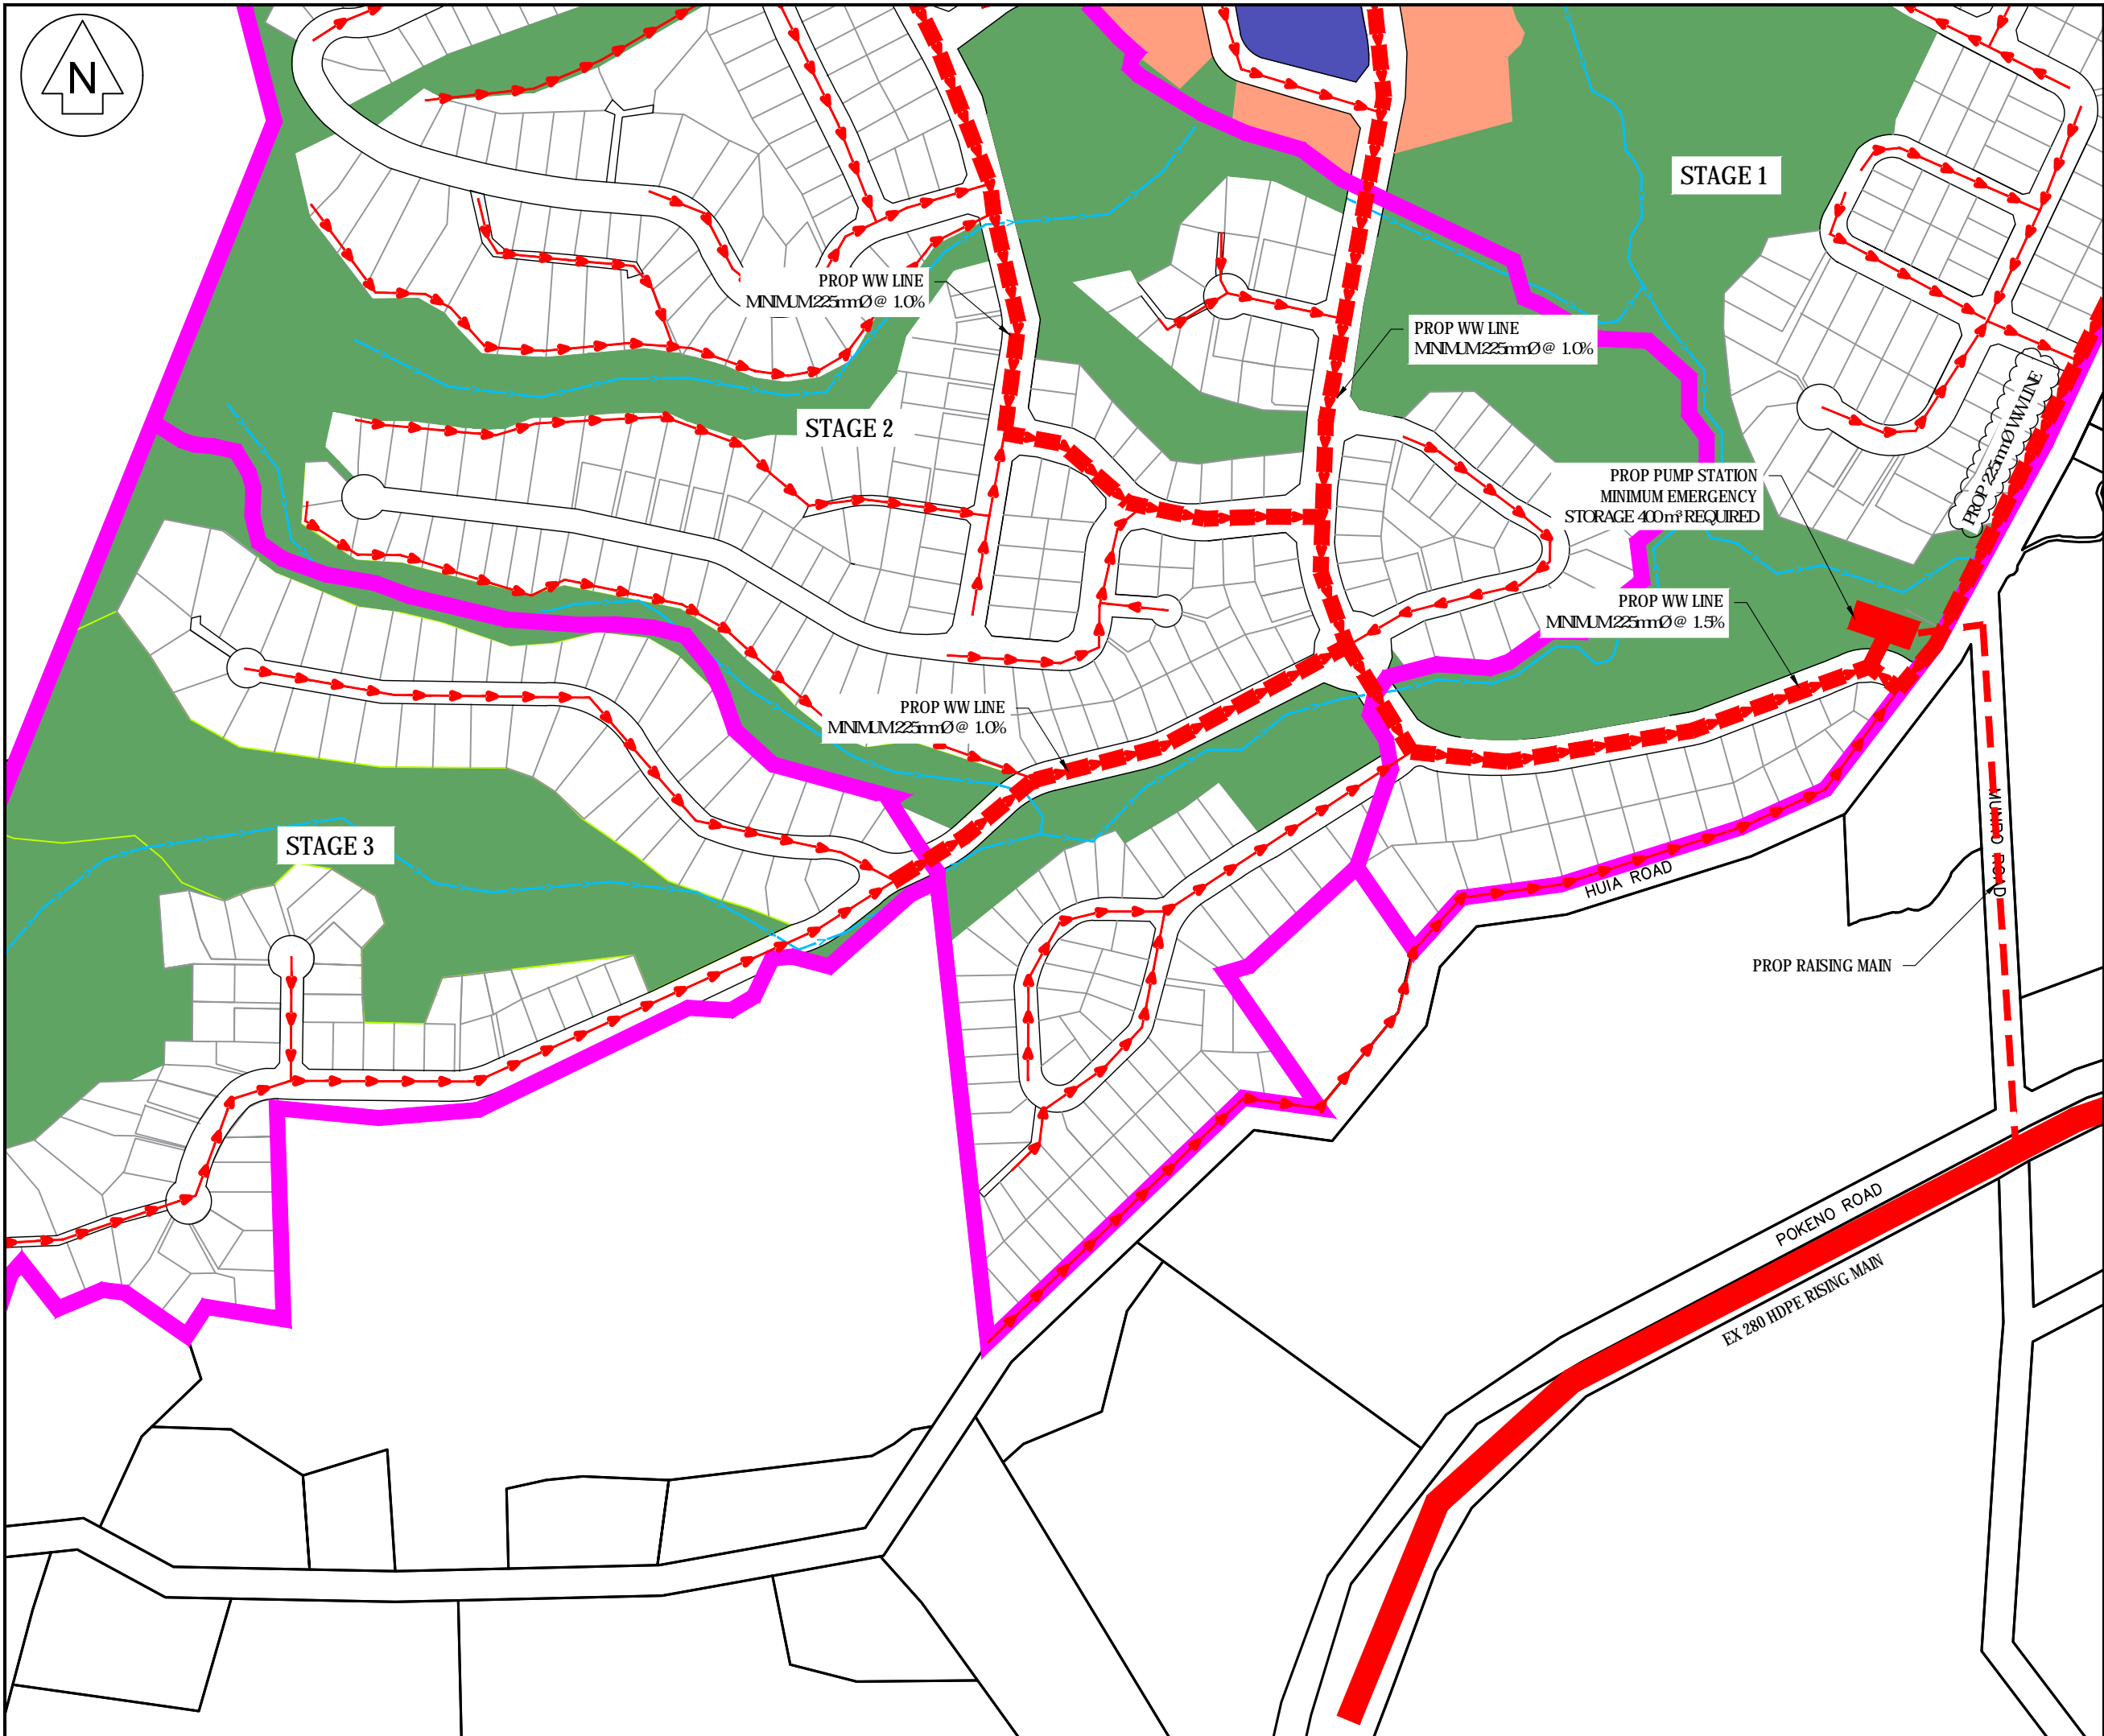 N
STAGE 1
PROP WW LINE
MINIMUM 225mmØ @ 1.0%
PROP WW LINE
MINIMUM 225mmØ @ 1.0%
PROP 225mmØ WW LINE
STAGE 2
PROP PUMP STATION
MINIMUM EMERGENCY
STORAGE 400m³ REQUIRED
PROP WW LINE
MINIMUM 225mmØ @ 1.5%
PROP WW LINE
MINIMUM 225mmØ @ 1.0%
STAGE 3
MUNRO ROAD
HUIA ROAD
PROP RAISING MAIN
POKENO ROAD
EX 280 HDPE RISING MAIN